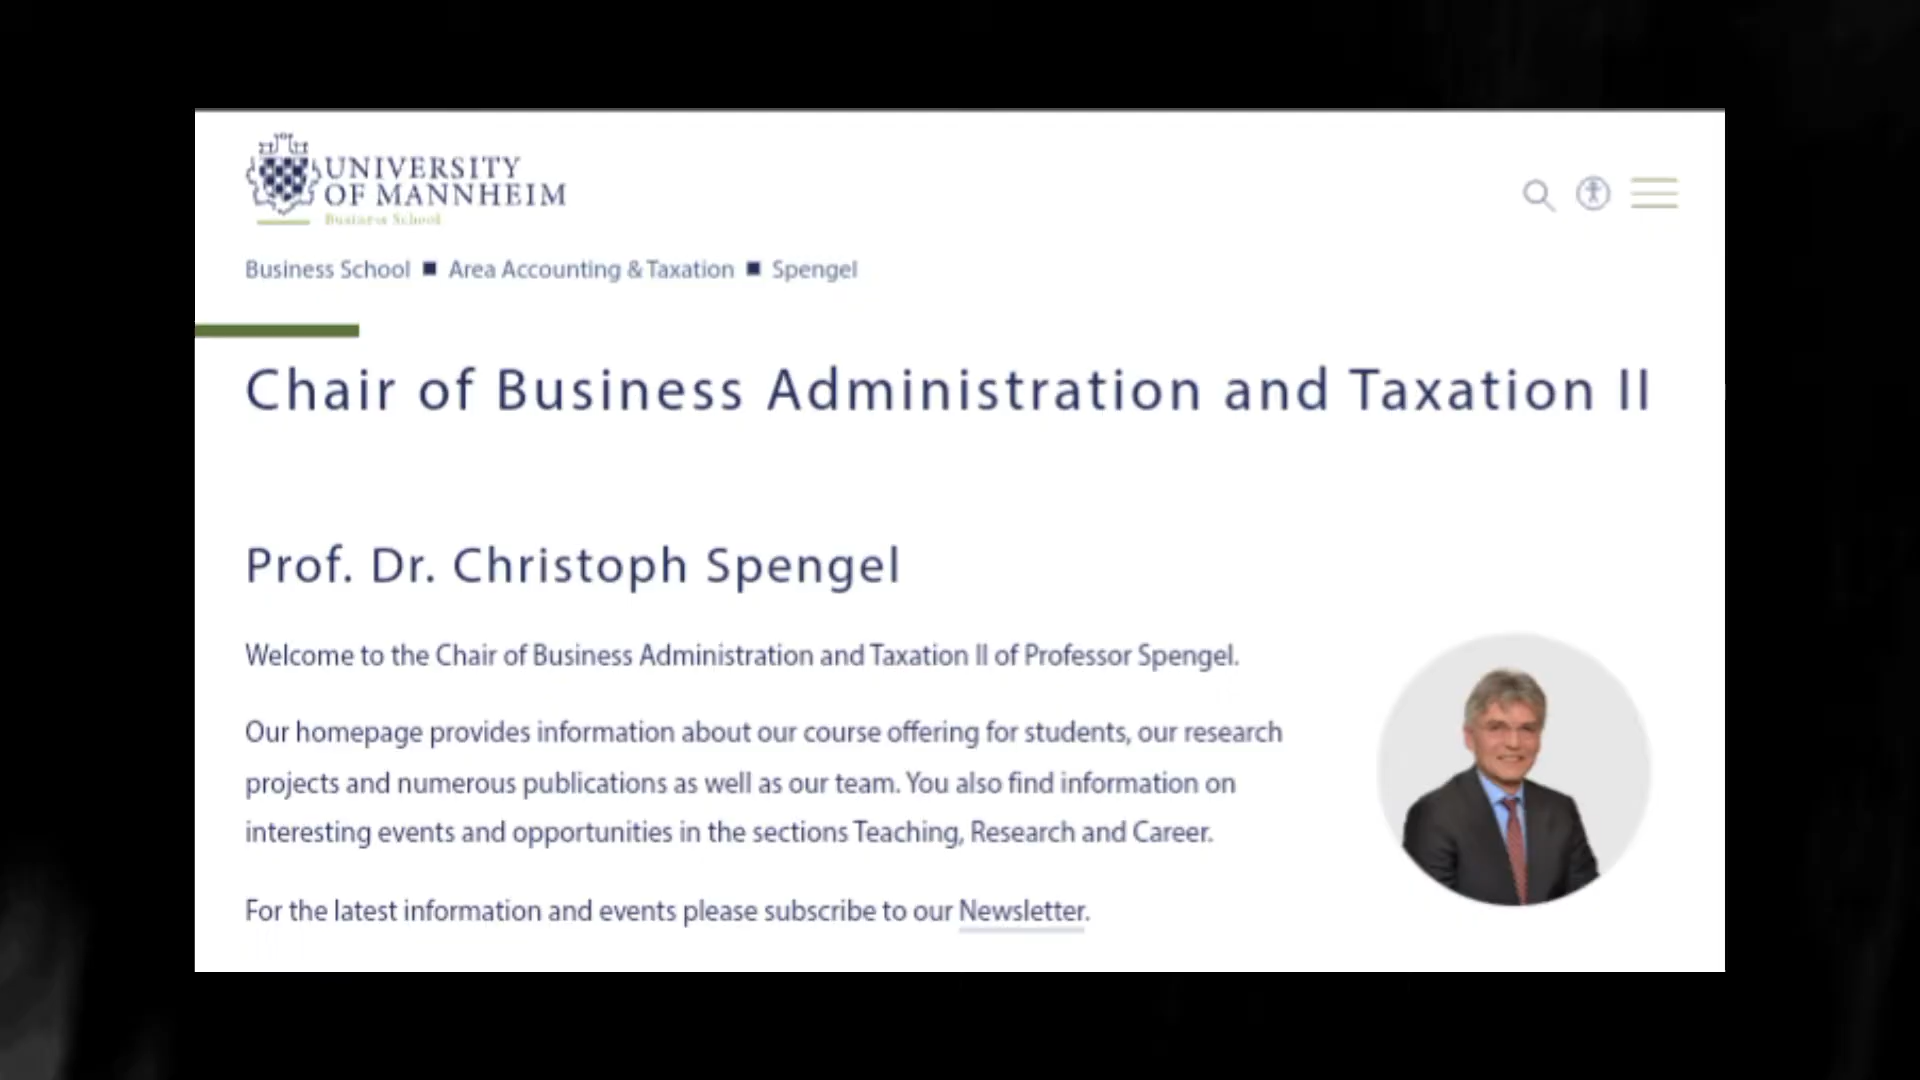 UNIVERSITY
OF MANNHEIM
Business School
Business School ■ Area Accounting & Taxation ■ Spengel
Chair of Business Administration and Taxation II
Prof. Dr. Christoph Spengel
Welcome to the Chair of Business Administration and Taxation II of Professor Spengel.
Our homepage provides information about our course offering for students, our research
projects and numerous publications as well as our team. You also find information on
interesting events and opportunities in the sections Teaching, Research and Career.
For the latest information and events please subscribe to our Newsletter.